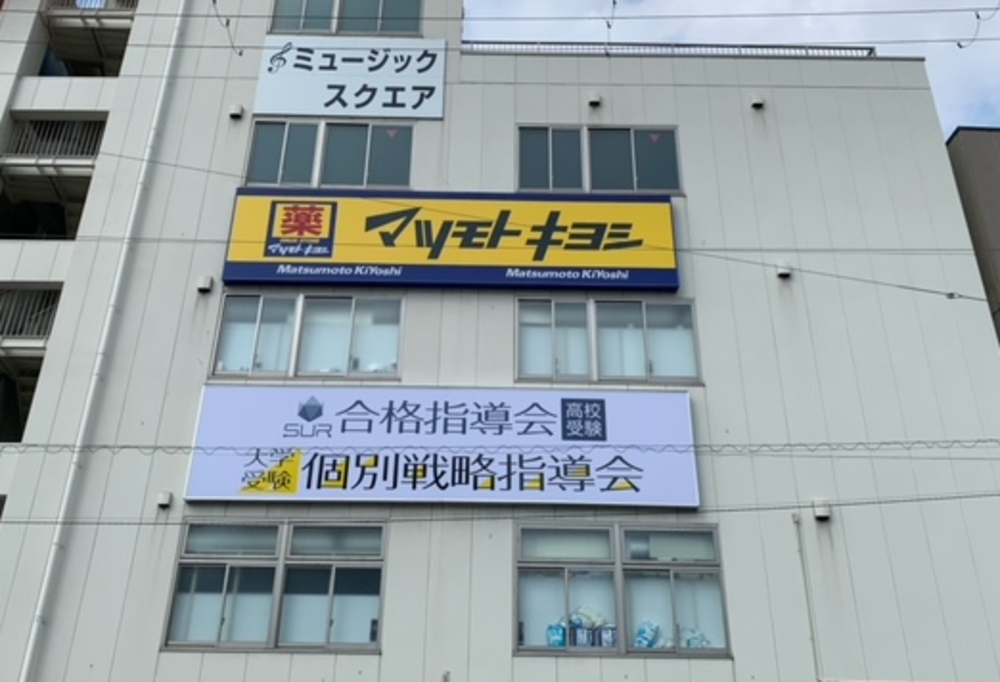 ミュージック
スクエア
薬
DRUG STORE
マツモトキヨシ
マツモトキヨシ
Matsumoto KiYoshi
Matsumoto KiYoshi
SUR 合格指導会 高校受験
大学受験 個別戦略指導会